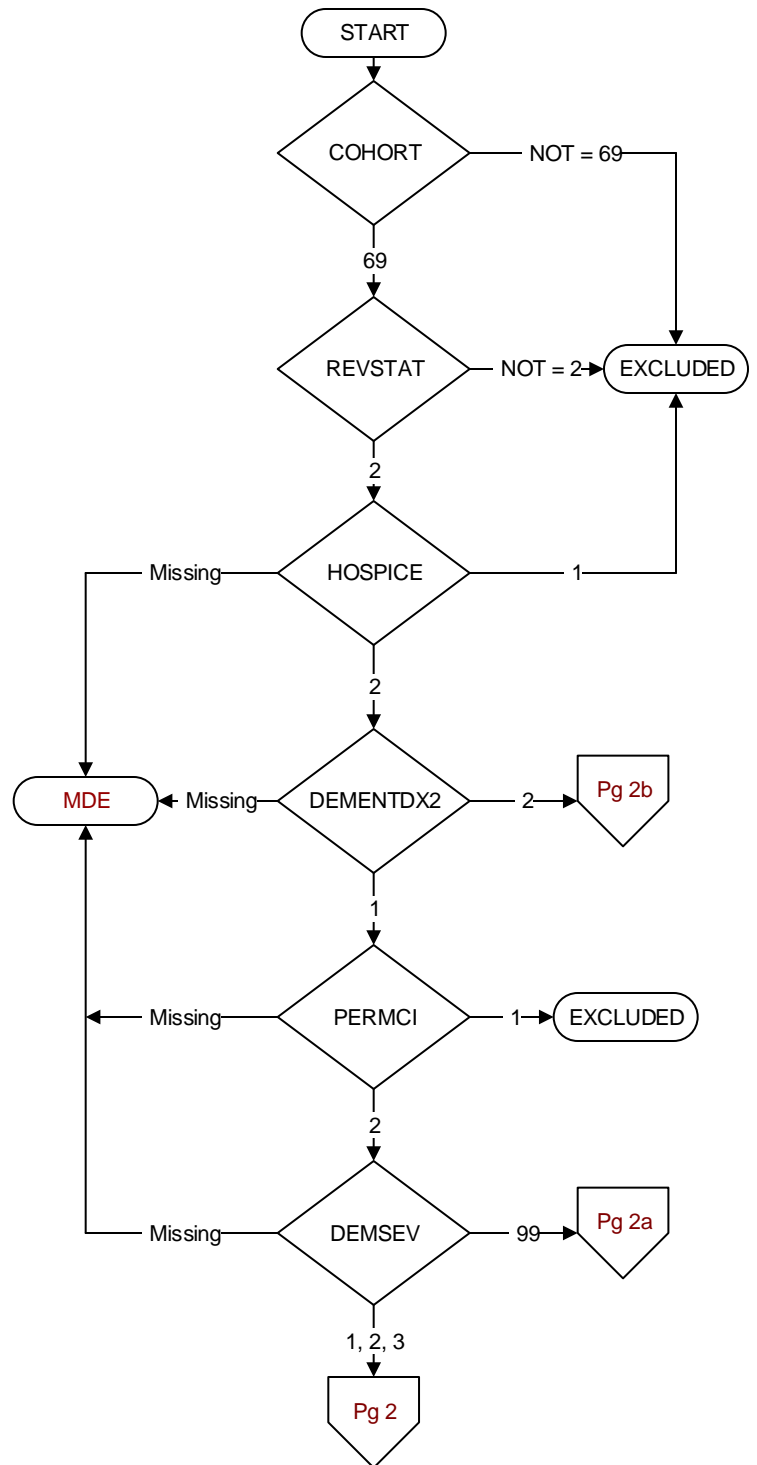 START
COHORT
NOT = 69
69
REVSTAT
NOT = 2
EXCLUDED
2
Missing
HOSPICE
1
2
MDE
Missing
DEMENTDX2
2
Pg 2b
1
Missing
PERMCI
1
EXCLUDED
2
Missing
DEMSEV
99
Pg 2a
1, 2, 3
Pg 2